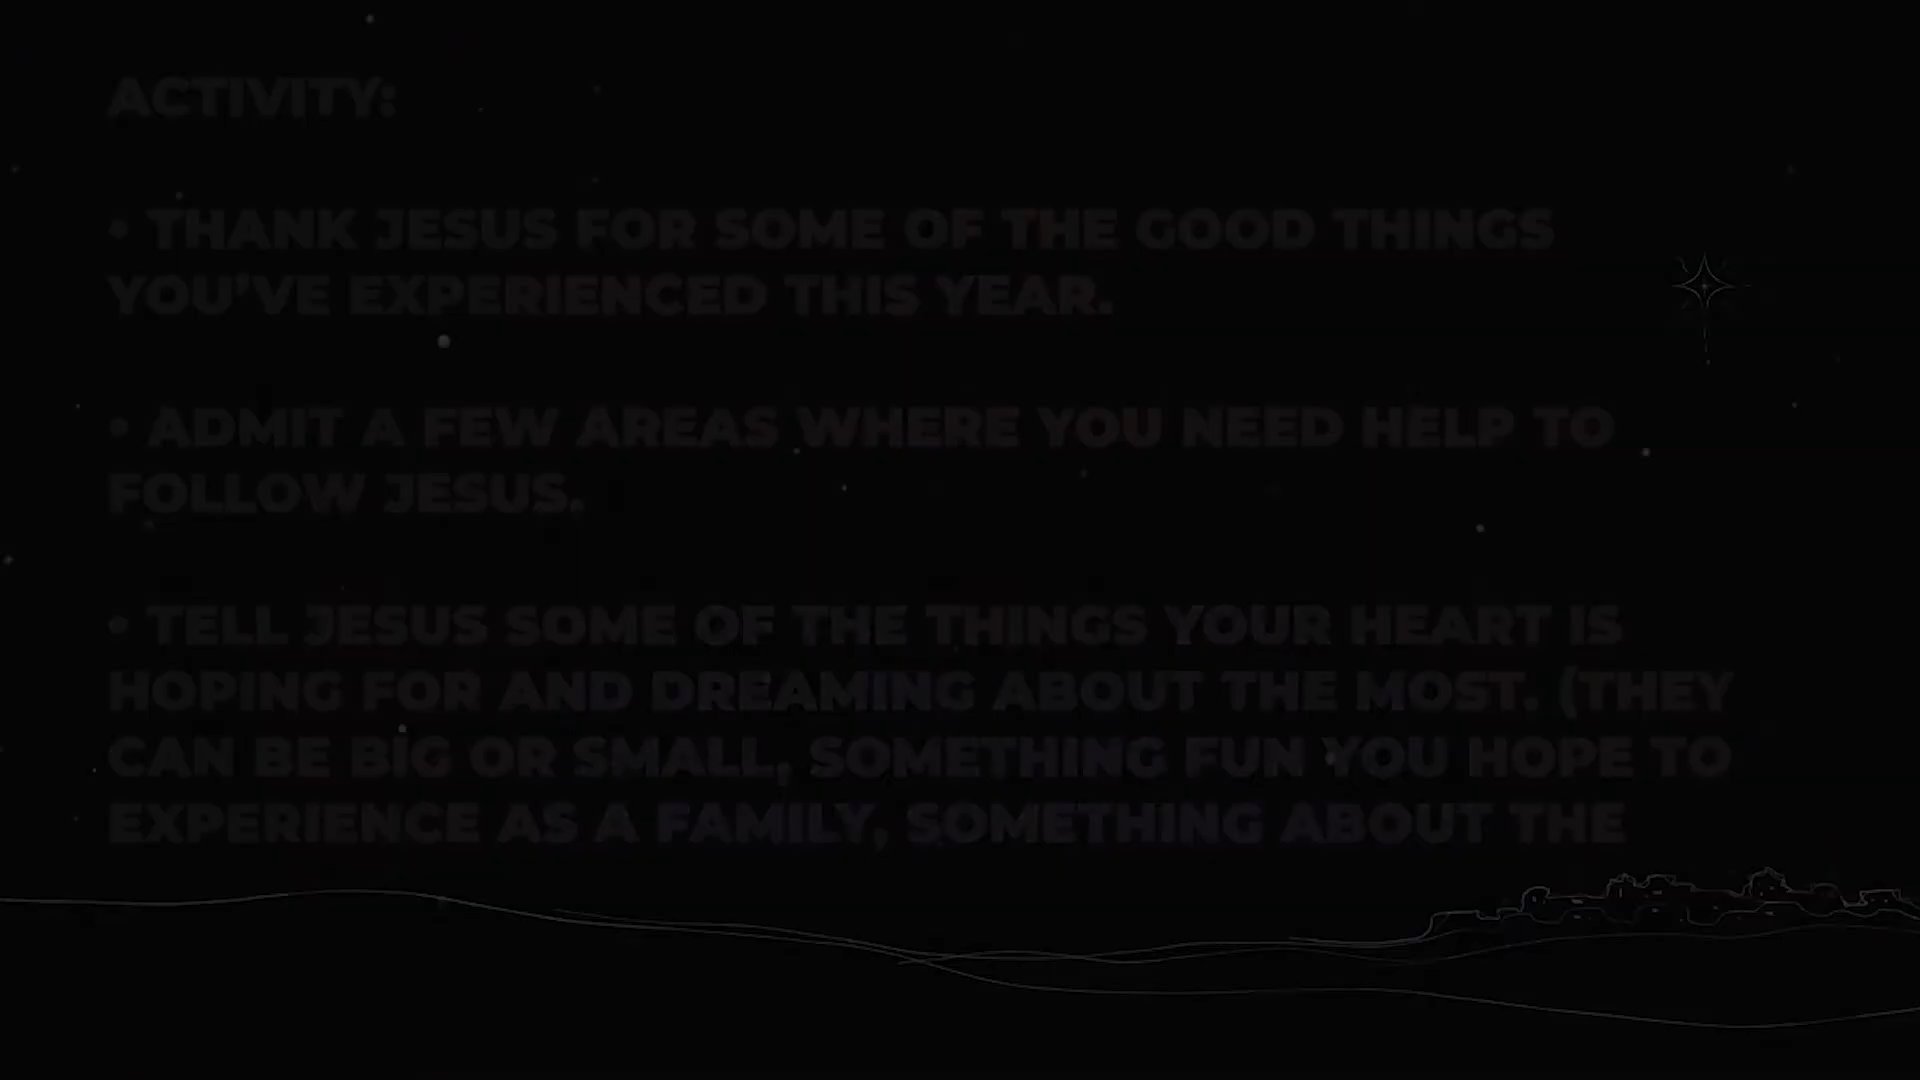 ACTIVITY:
• THANK JESUS FOR SOME OF THE GOOD THINGS
YOU'VE EXPERIENCED THIS YEAR.
• ADMIT A FEW AREAS WHERE YOU NEED HELP TO
FOLLOW JESUS.
• TELL JESUS SOME OF THE THINGS YOUR HEART IS
HOPING FOR AND DREAMING ABOUT THE MOST. (THEY
CAN BE BIG OR SMALL, SOMETHING FUN YOU HOPE TO
EXPERIENCE AS A FAMILY, SOMETHING ABOUT THE